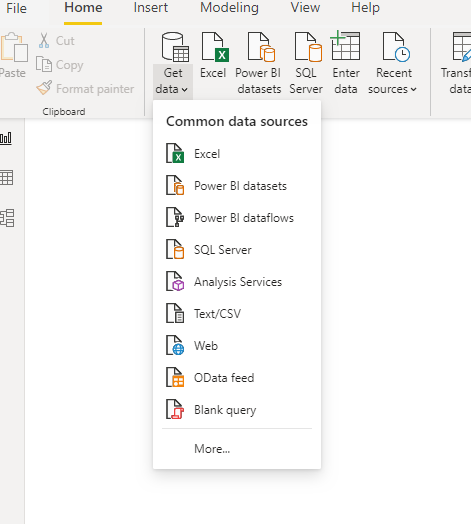 File Home Insert Modeling View Help
Paste
Cut
Copy
Format painter
Clipboard
Get data
Excel
Power BI datasets
SQL Server
Enter data
Recent sources
Common data sources
Excel
Power BI datasets
Power BI dataflows
SQL Server
Analysis Services
Text/CSV
Web
OData feed
Blank query
More...